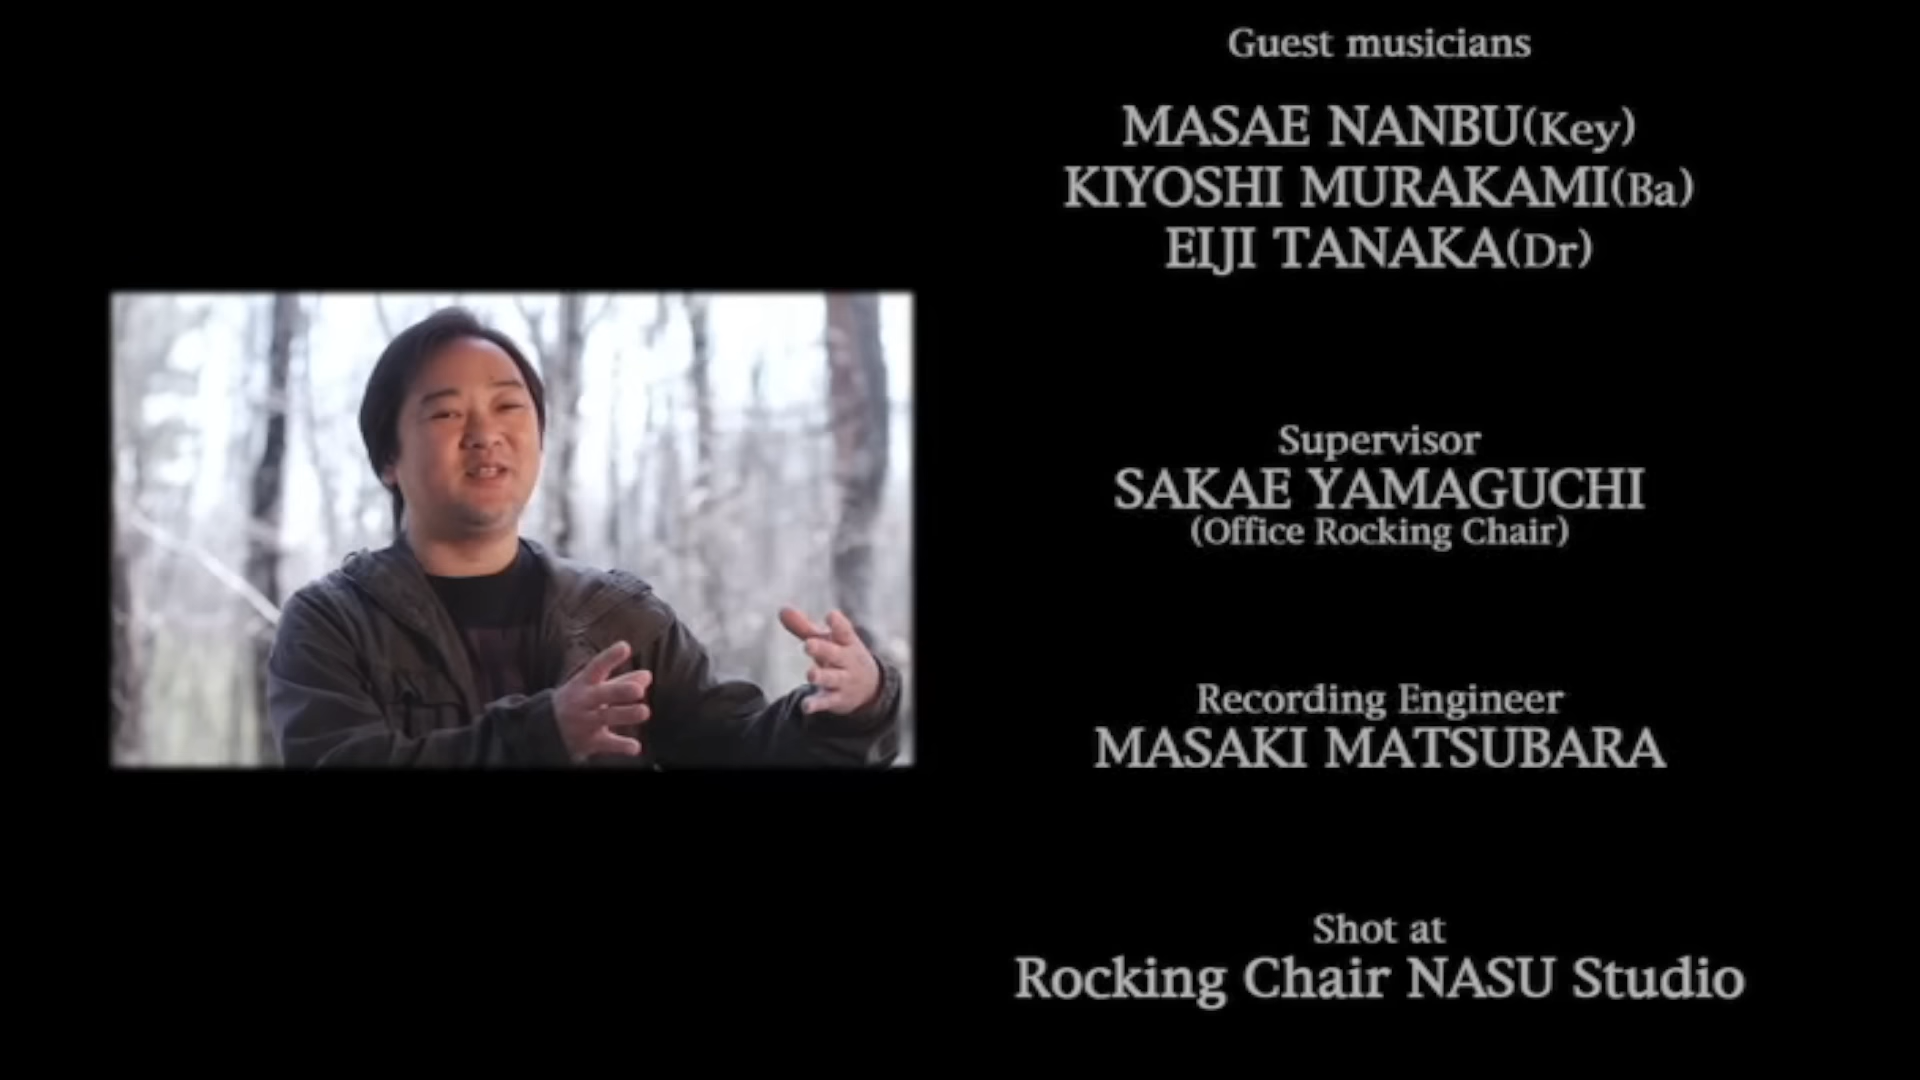 Guest musicians
MASAE NANBU(Key)
KIYOSHI MURAKAMI(Ba)
EIJI TANAKA(Dr)
Supervisor
SAKAE YAMAGUCHI
(Office Rocking Chair)
Recording Engineer
MASAKI MATSUBARA
Shot at
Rocking Chair NASU Studio